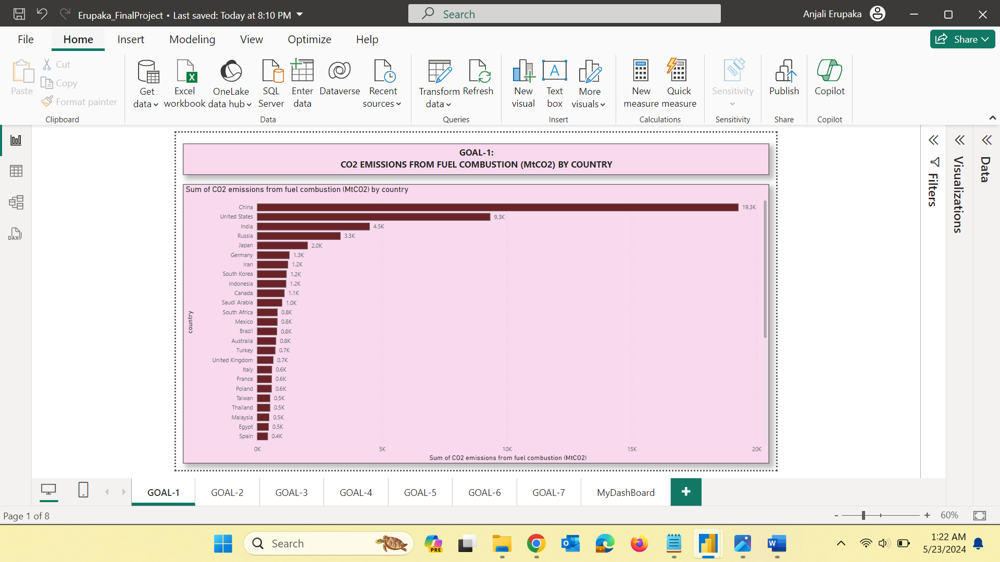 Erupaka_FinalProject • Last saved: Today at 8:10 PM
Search
Anjali Erupaka
File Home Insert Modeling View Optimize Help
Share
Paste
Cut
Copy
Format painter
Clipboard
Get data
Excel workbook
OneLake data hub
SQL Server
Enter data
Dataverse
Recent sources
Data
Transform data
Refresh
Queries
New visual
Text box
More visuals
Insert
New measure
Quick measure
Calculations
Sensitivity
Sensitivity
Publish
Share
Copilot
Copilot
DAX
GOAL-1:
CO2 EMISSIONS FROM FUEL COMBUSTION (MtCO2) BY COUNTRY
Sum of CO2 emissions from fuel combustion (MtCO2) by country
country
China 19.3K
United States 9.3K
India 4.5K
Russia 3.3K
Japan 2.0K
Germany 1.3K
Iran 1.2K
South Korea 1.2K
Indonesia 1.2K
Canada 1.1K
Saudi Arabia 1.0K
South Africa 0.8K
Mexico 0.8K
Brazil 0.8K
Australia 0.8K
Turkey 0.7K
United Kingdom 0.7K
Italy 0.6K
France 0.6K
Poland 0.6K
Taiwan 0.5K
Thailand 0.5K
Malaysia 0.5K
Egypt 0.5K
Spain 0.4K
0K 5K 10K 15K 20K
Sum of CO2 emissions from fuel combustion (MtCO2)
Filters
Visualizations
Data
GOAL-1 GOAL-2 GOAL-3 GOAL-4 GOAL-5 GOAL-6 GOAL-7 MyDashBoard +
Page 1 of 8
- + 60%
Search
PRE
1:22 AM
5/23/2024